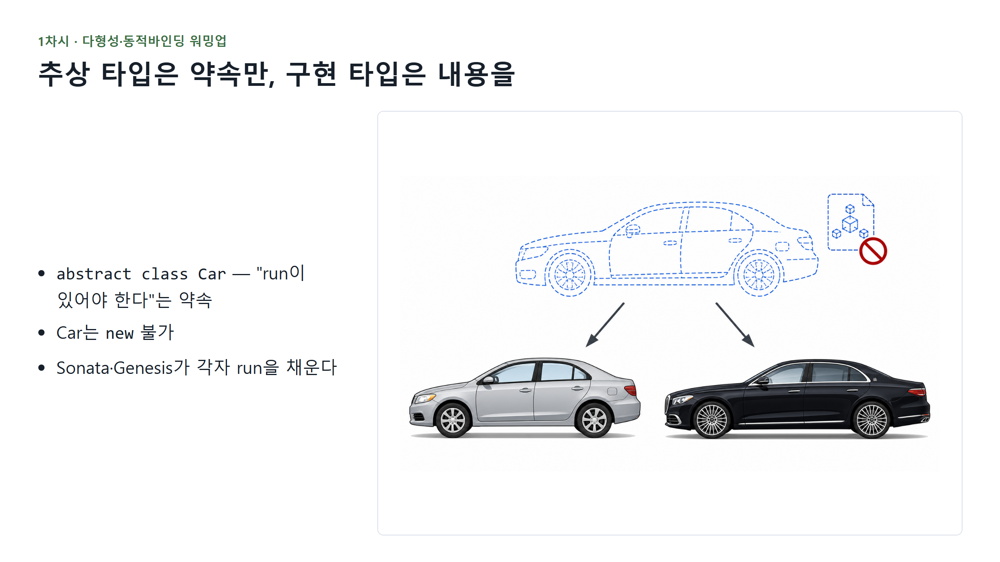 1차시 · 다형성·동적바인딩 워밍업
추상 타입은 약속만, 구현 타입은 내용을
• abstract class Car — "run이
있어야 한다"는 약속
• Car는 new 불가
• Sonata·Genesis가 각자 run을 채운다